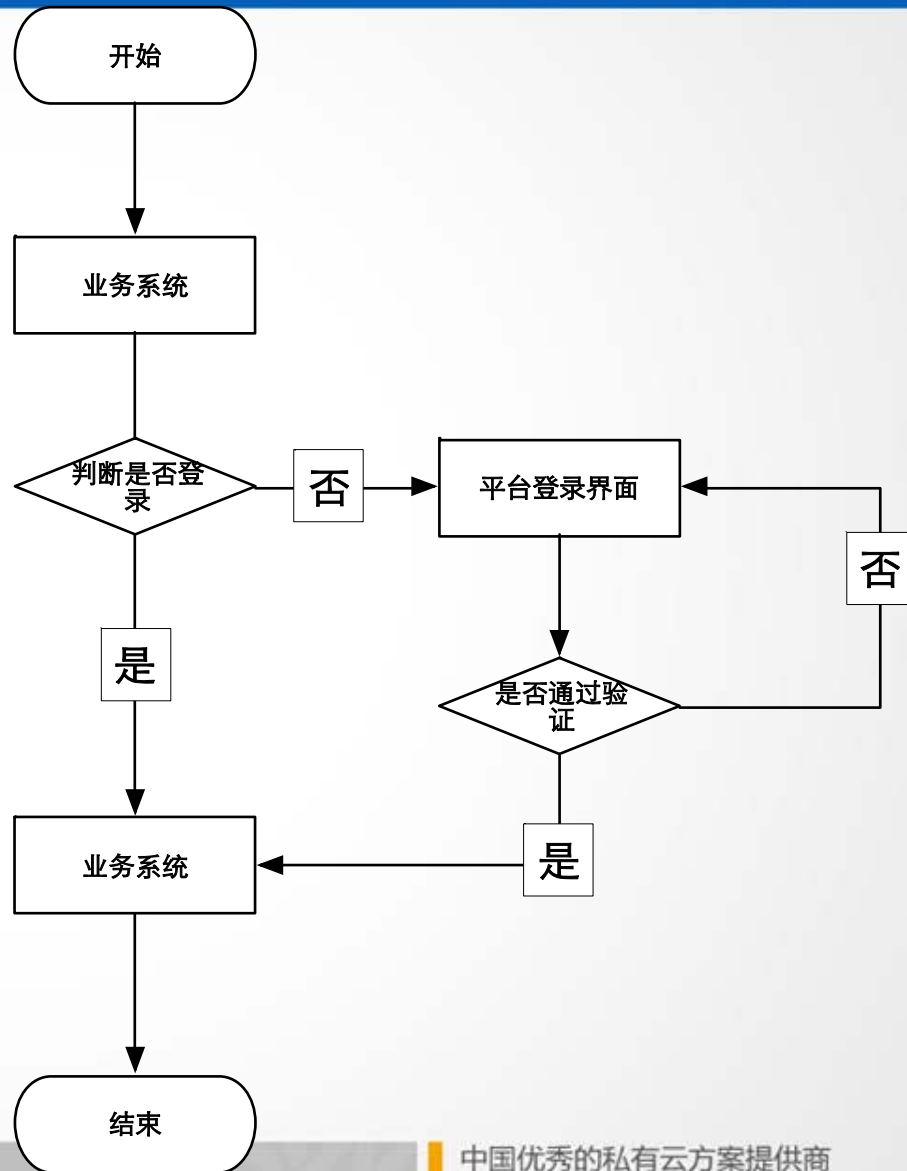 开始
业务系统
判断是否登
录
否
平台登录界面
否
是
是否通过验
证
业务系统
是
结束
中国优秀的私有云方案提供商